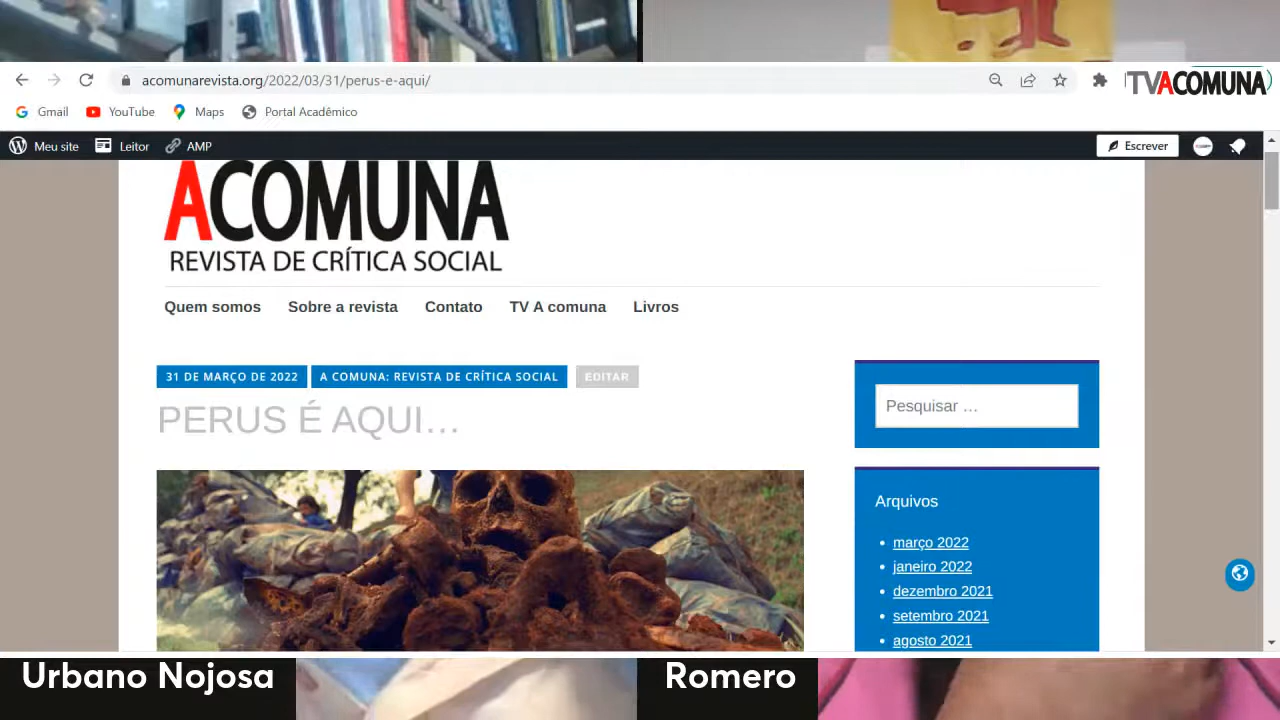 acomunarevista.org/2022/03/31/perus-e-aqui/
TVACOMUNA
Gmail YouTube Maps Portal Acadêmico
Meu site Leitor AMP Escrever
ACOMUNA
REVISTA DE CRÍTICA SOCIAL
Quem somos Sobre a revista Contato TV A comuna Livros
31 DE MARÇO DE 2022 A COMUNA: REVISTA DE CRÍTICA SOCIAL EDITAR
PERUS É AQUI...
Pesquisar ...
Arquivos
março 2022
janeiro 2022
dezembro 2021
setembro 2021
agosto 2021
Urbano Nojosa Romero